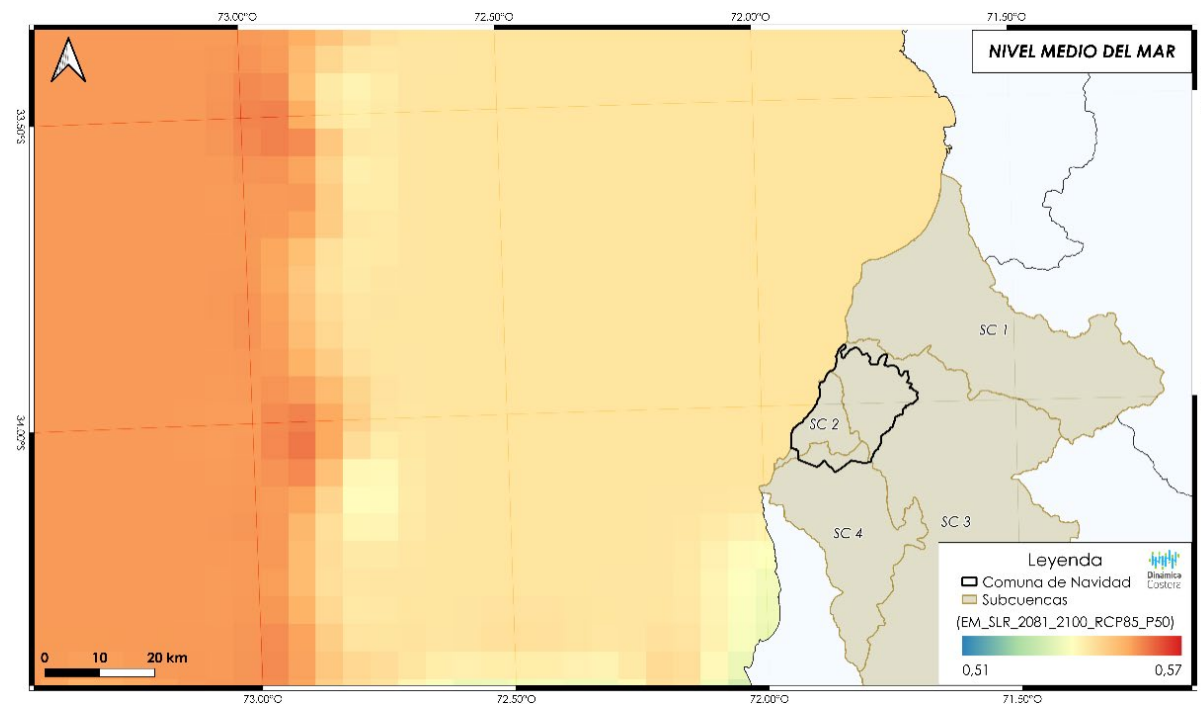 73.00°O 72.50°O 72.00°O 71.50°O
NIVEL MEDIO DEL MAR
33.50°S
34.00°S
SC 1
SC 2
SC 3
SC 4
Leyenda
Dinámica
Costera
Comuna de Navidad
Subcuencas
(EM_SLR_2081_2100_RCP85_P50)
0,51 0,57
0 10 20 km
73.00°O 72.50°O 72.00°O 71.50°O